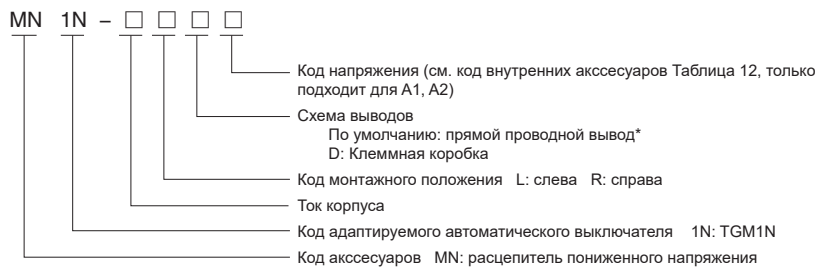 MN 1N – □ □ □ □
Код напряжения (см. код внутренних акссесуаров Таблица 12, только
подходит для A1, A2)
Схема выводов
По умолчанию: прямой проводной вывод*
D: Клеммная коробка
Код монтажного положения L: слева R: справа
Ток корпуса
Код адаптируемого автоматического выключателя 1N: TGM1N
Код акссесуаров MN: расцепитель пониженного напряжения